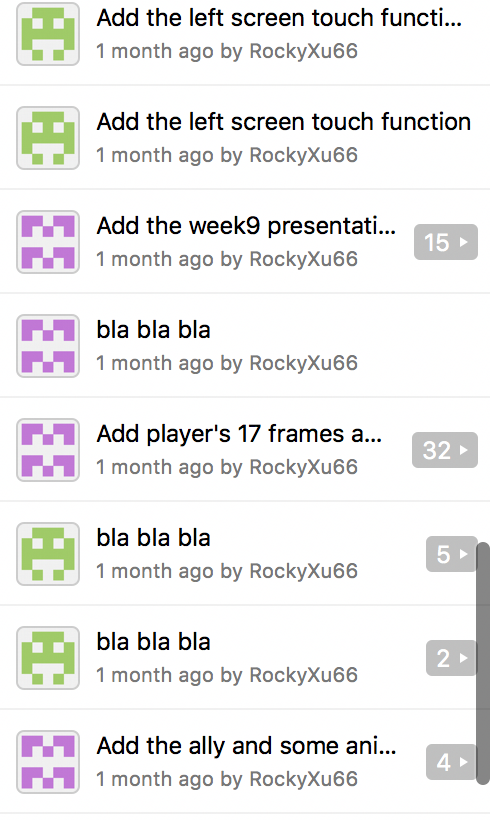 Add the left screen touch functi...
1 month ago by RockyXu66
Add the left screen touch function
1 month ago by RockyXu66
Add the week9 presentati...
1 month ago by RockyXu66
15
bla bla bla
1 month ago by RockyXu66
Add player's 17 frames a...
1 month ago by RockyXu66
32
bla bla bla
1 month ago by RockyXu66
5
bla bla bla
1 month ago by RockyXu66
2
Add the ally and some ani...
1 month ago by RockyXu66
4